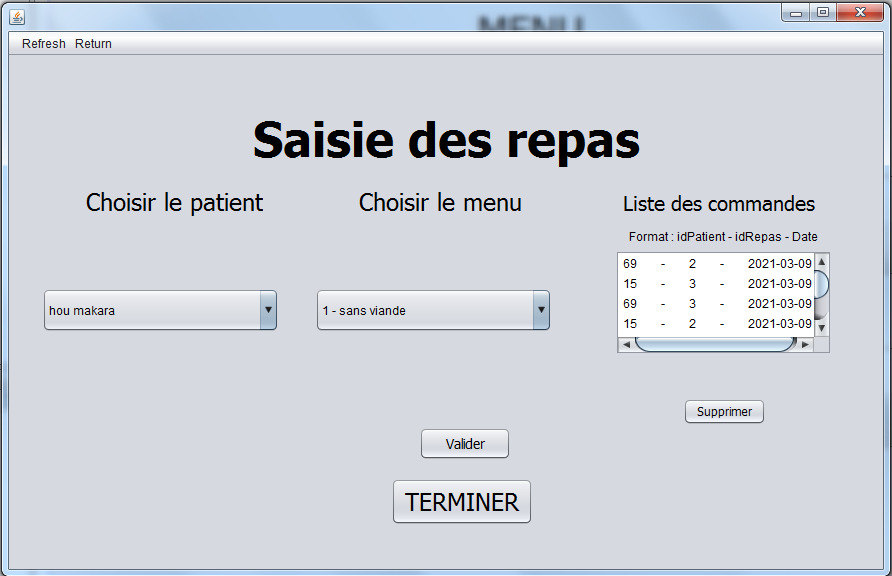 MENU
Refresh Return
Saisie des repas
Choisir le patient
Choisir le menu
Liste des commandes
Format : idPatient - idRepas - Date
69 - 2 - 2021-03-09
15 - 3 - 2021-03-09
69 - 3 - 2021-03-09
15 - 2 - 2021-03-09
hou makara
1 - sans viande
Supprimer
Valider
TERMINER